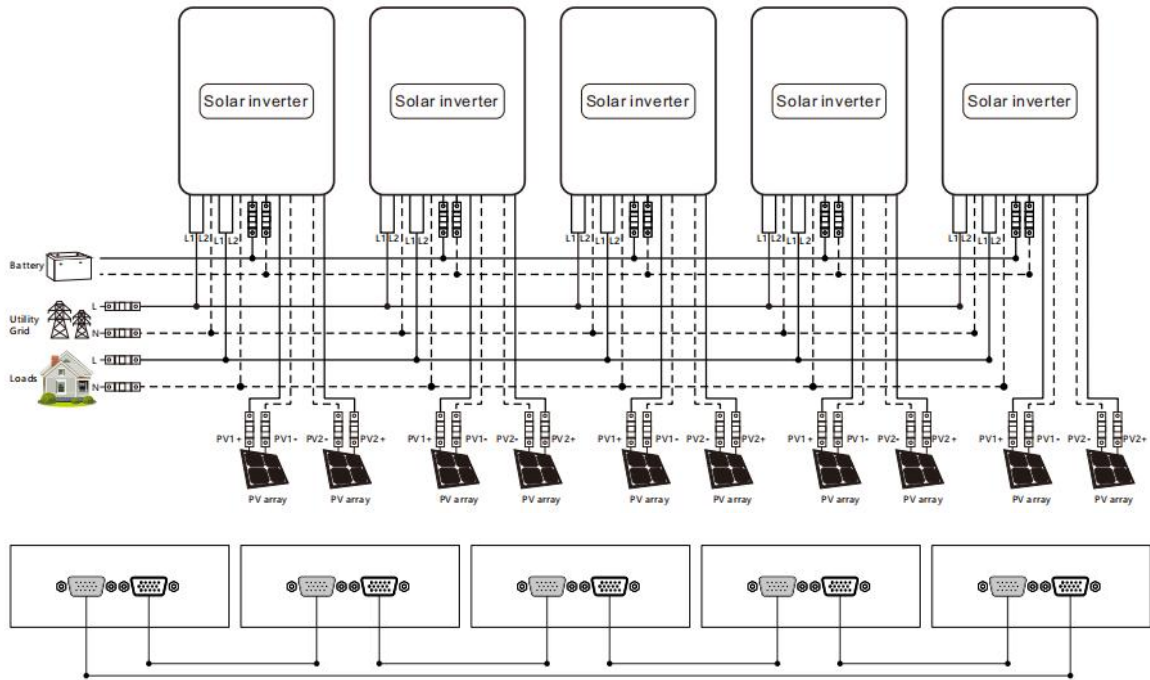 Solar inverter Solar inverter Solar inverter Solar inverter Solar inverter
L1 L2 L1 L2 L1 L2 L1 L2 L1 L2 L1 L2 L1 L2 L1 L2 L1 L2 L1 L2
Battery
Utility
Grid
L
N
Loads
L
N
PV1+ PV1- PV2- PV2+ PV1+ PV1- PV2- PV2+ PV1+ PV1- PV2- PV2+ PV1+ PV1- PV2- PV2+ PV1+ PV1- PV2- PV2+
PV array PV array PV array PV array PV array PV array PV array PV array PV array PV array